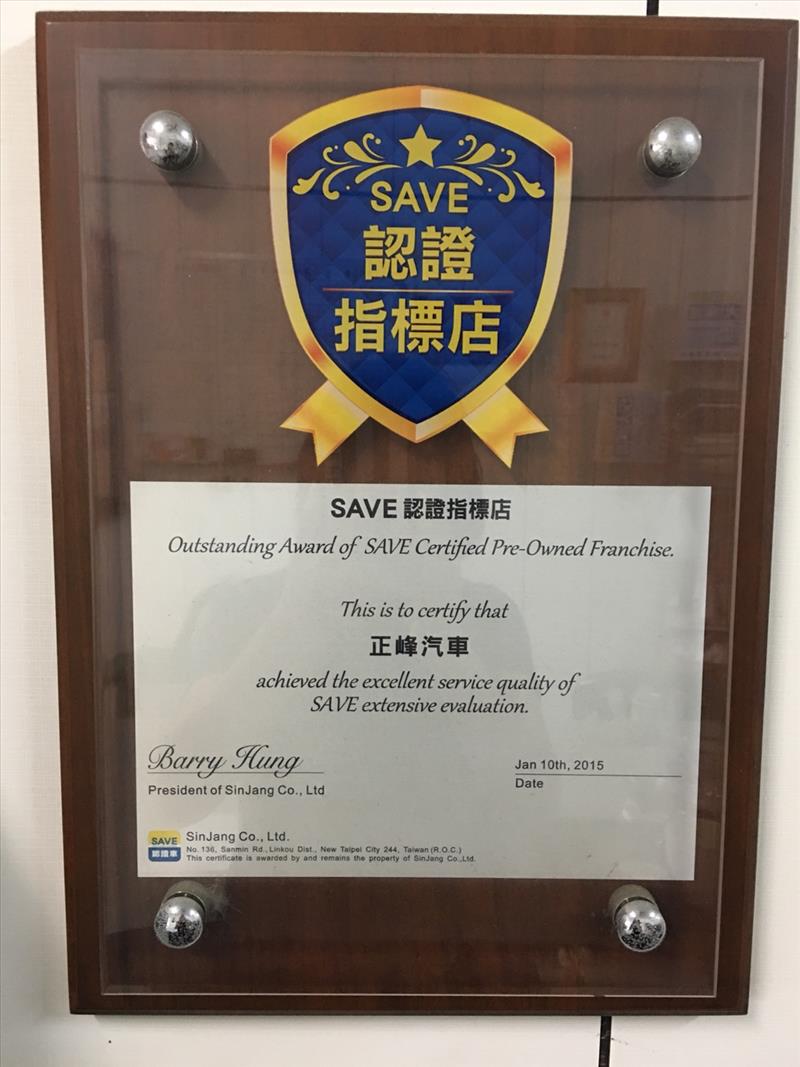 SAVE
認證
指標店
SAVE 認證指標店
Outstanding Award of SAVE Certified Pre-Owned Franchise.
This is to certify that
正峰汽車
achieved the excellent service quality of
SAVE extensive evaluation.
Barry Hung
President of SinJang Co., Ltd
Jan 10th, 2015
Date
SAVE
認證車
SinJang Co., Ltd.
No. 136, Sanmin Rd., Linkou Dist., New Taipei City 244, Taiwan (R.O.C.)
This certificate is awarded by and remains the property of SinJang Co.,Ltd.